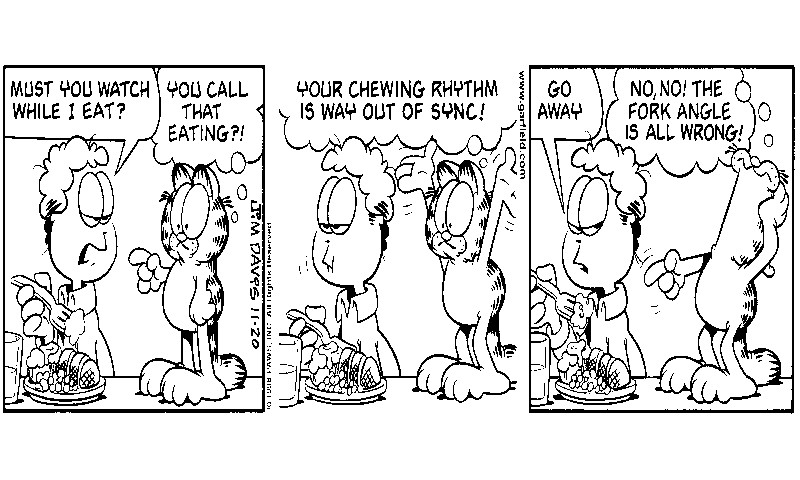 MUST YOU WATCH
WHILE I EAT?
YOU CALL
THAT
EATING?!
JIM DAVIS 11-20
YOUR CHEWING RHYTHM
IS WAY OUT OF SYNC!
www.garfield.com
GO
AWAY
NO, NO! THE
FORK ANGLE
IS ALL WRONG!